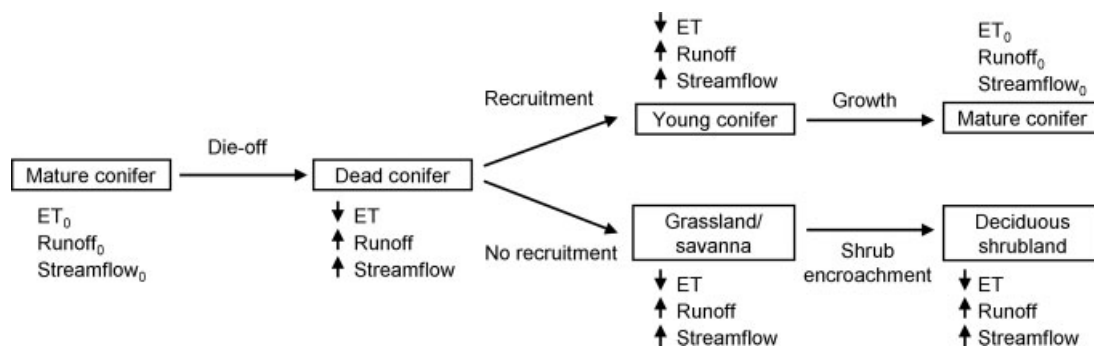 Mature conifer
ET₀
Runoff₀
Streamflow₀
Die-off
Dead conifer
↓ ET
↑ Runoff
↑ Streamflow
Recruitment
↓ ET
↑ Runoff
↑ Streamflow
Young conifer
Growth
ET₀
Runoff₀
Streamflow₀
Mature conifer
No recruitment
Grassland/
savanna
↓ ET
↑ Runoff
↑ Streamflow
Shrub
encroachment
Deciduous
shrubland
↓ ET
↑ Runoff
↑ Streamflow